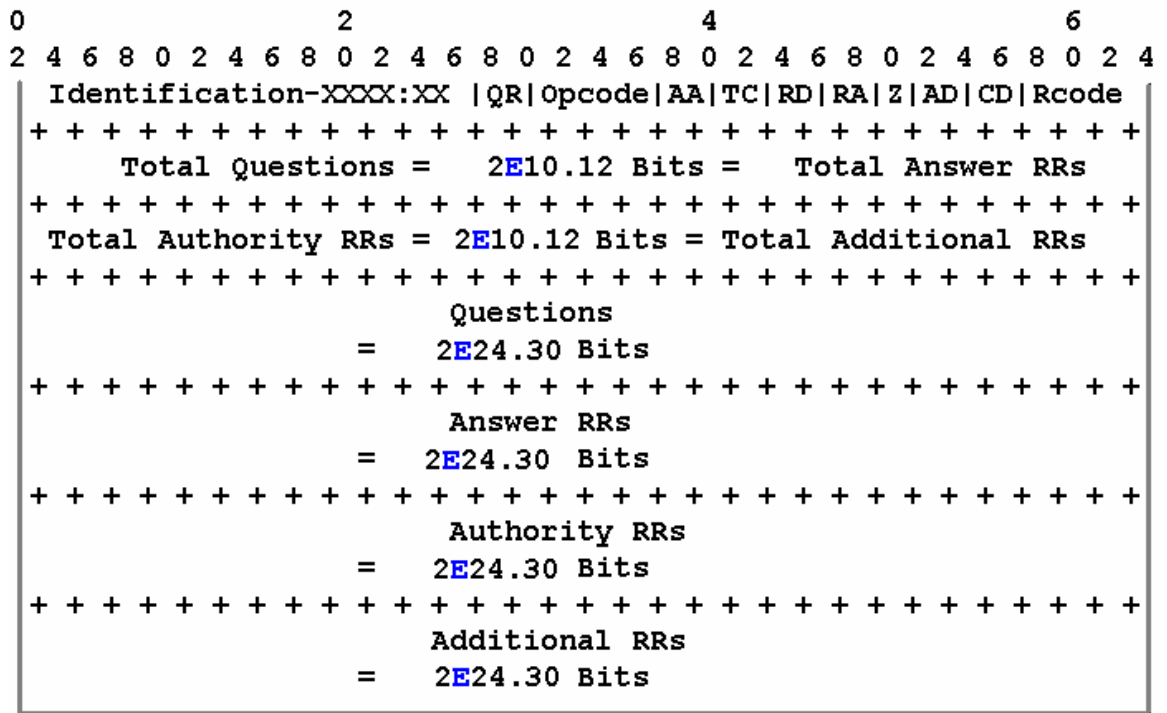 0 2 4 6
2 4 6 8 0 2 4 6 8 0 2 4 6 8 0 2 4 6 8 0 2 4 6 8 0 2 4 6 8 0 2 4
Identification-XXXX:XX |QR|Opcode|AA|TC|RD|RA|Z|AD|CD|Rcode
+ + + + + + + + + + + + + + + + + + + + + + + + + + + + + + +
Total Questions = 2E10.12 Bits = Total Answer RRs
+ + + + + + + + + + + + + + + + + + + + + + + + + + + + + + +
Total Authority RRs = 2E10.12 Bits = Total Additional RRs
+ + + + + + + + + + + + + + + + + + + + + + + + + + + + + + +
Questions
= 2E24.30 Bits
+ + + + + + + + + + + + + + + + + + + + + + + + + + + + + + +
Answer RRs
= 2E24.30 Bits
+ + + + + + + + + + + + + + + + + + + + + + + + + + + + + + +
Authority RRs
= 2E24.30 Bits
+ + + + + + + + + + + + + + + + + + + + + + + + + + + + + + +
Additional RRs
= 2E24.30 Bits